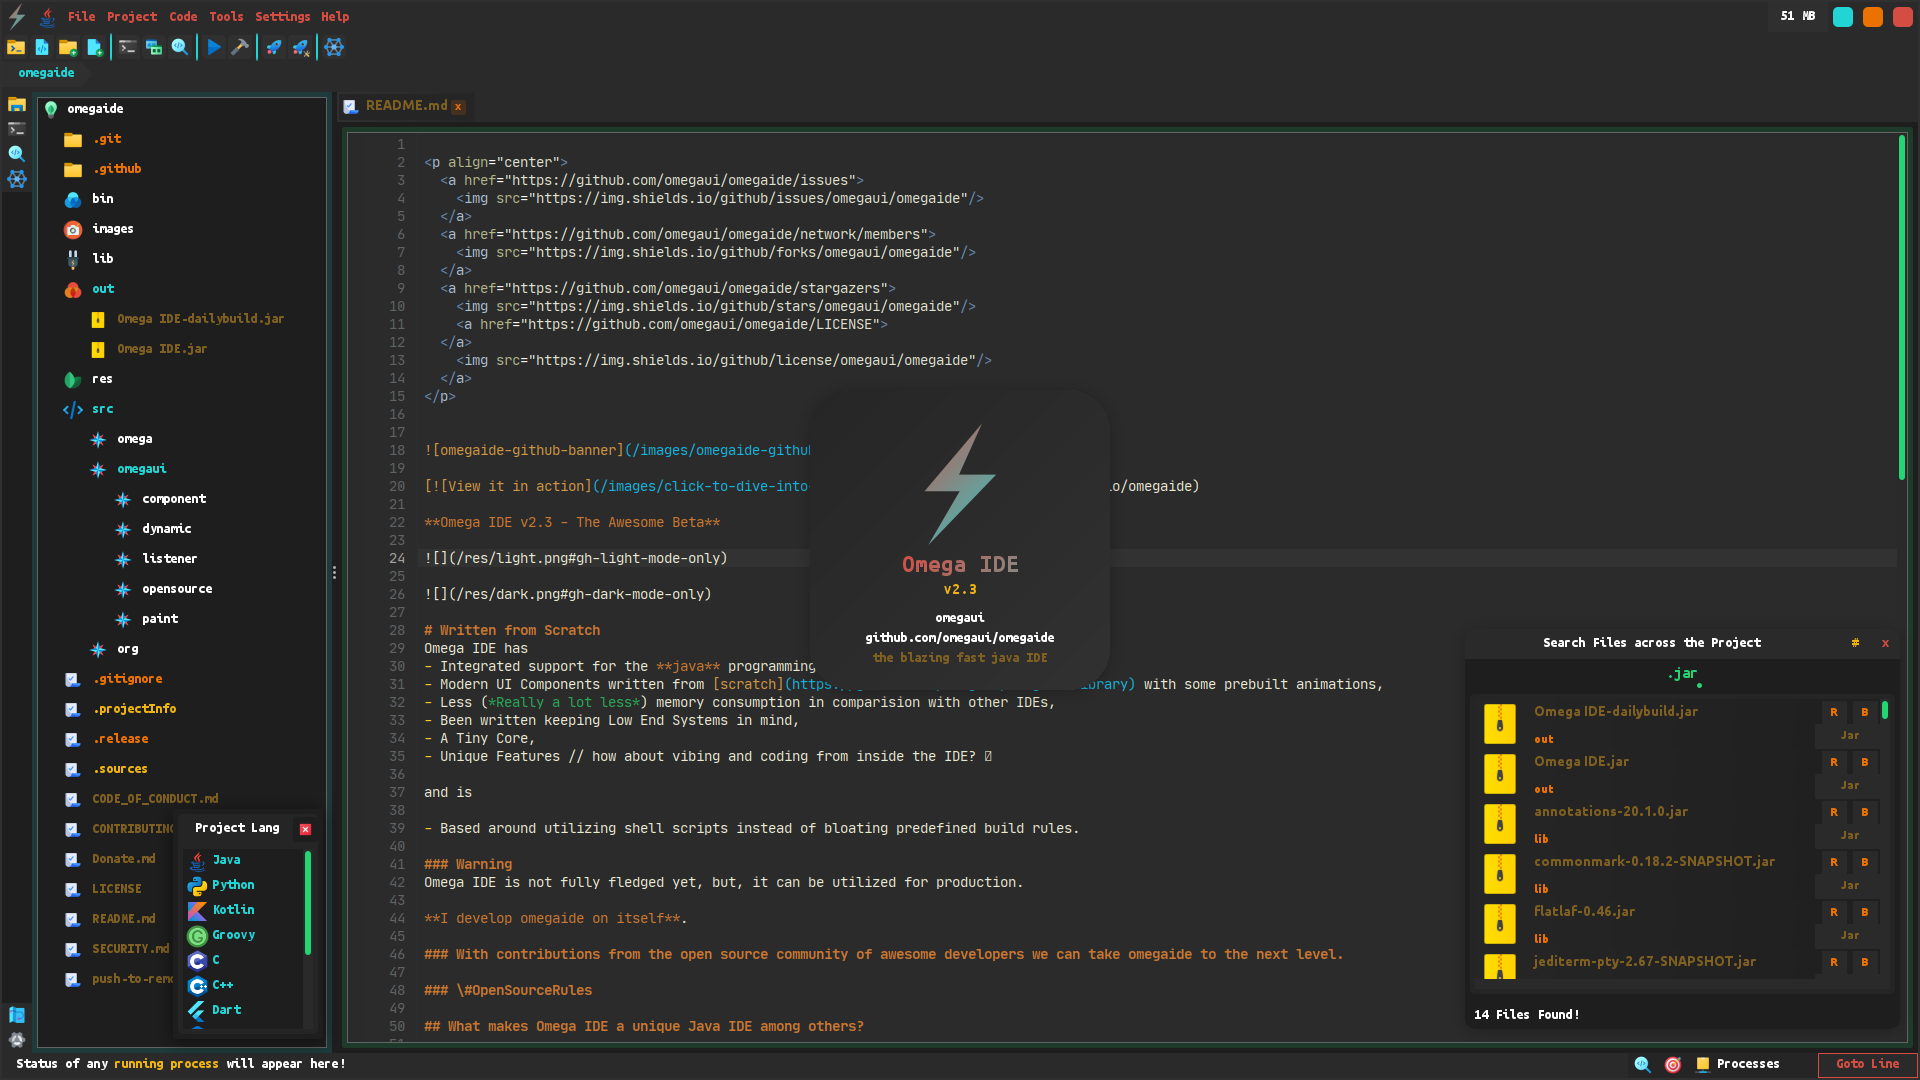 File Project Code Tools Settings Help
51 MB
omegaide
omegaide
.git
.github
bin
images
lib
out
Omega IDE-dailybuild.jar
Omega IDE.jar
res
src
omega
omegaui
component
dynamic
listener
opensource
paint
org
.gitignore
.projectInfo
.release
.sources
CODE_OF_CONDUCT.md
CONTRIBUTING
Donate.md
LICENSE
README.md
SECURITY.md
push-to-remo
Project Lang x
Java
Python
Kotlin
Groovy
C
C++
Dart
README.md x
1
2 <p align="center">
3 <a href="https://github.com/omegaui/omegaide/issues">
4 <img src="https://img.shields.io/github/issues/omegaui/omegaide"/>
5 </a>
6 <a href="https://github.com/omegaui/omegaide/network/members">
7 <img src="https://img.shields.io/github/forks/omegaui/omegaide"/>
8 </a>
9 <a href="https://github.com/omegaui/omegaide/stargazers">
10 <img src="https://img.shields.io/github/stars/omegaui/omegaide"/>
11 <a href="https://github.com/omegaui/omegaide/LICENSE">
12 </a>
13 <img src="https://img.shields.io/github/license/omegaui/omegaide"/>
14 </a>
15 </p>
16
17
18 ![omegaide-github-banner](/images/omegaide-githu
19
20 [![View it in action](/images/click-to-dive-into- io/omegaide)
21
22 **Omega IDE v2.3 - The Awesome Beta**
23
24 ![](/res/light.png#gh-light-mode-only)
25
26 ![](/res/dark.png#gh-dark-mode-only)
27
28 # Written from Scratch
29 Omega IDE has
30 - Integrated support for the **java** programming
31 - Modern UI Components written from [scratch](https: library) with some prebuilt animations,
32 - Less (*Really a lot less*) memory consumption in comparision with other IDEs,
33 - Been written keeping Low End Systems in mind,
34 - A Tiny Core,
35 - Unique Features // how about vibing and coding from inside the IDE?
36
37 and is
38
39 - Based around utilizing shell scripts instead of bloating predefined build rules.
40
41 ### Warning
42 Omega IDE is not fully fledged yet, but, it can be utilized for production.
43
44 **I develop omegaide on itself**.
45
46 ### With contributions from the open source community of awesome developers we can take omegaide to the next level.
47
48 ### \#OpenSourceRules
49
50 ## What makes Omega IDE a unique Java IDE among others?
51
Omega IDE
v2.3
omegaui
github.com/omegaui/omegaide
the blazing fast java IDE
Search Files across the Project # x
.jar
Omega IDE-dailybuild.jar R B
out Jar
Omega IDE.jar R B
out Jar
annotations-20.1.0.jar R B
lib Jar
commonmark-0.18.2-SNAPSHOT.jar R B
lib Jar
flatlaf-0.46.jar R B
lib Jar
jediterm-pty-2.67-SNAPSHOT.jar R B
14 Files Found!
Status of any running process will appear here!
Processes
Goto Line